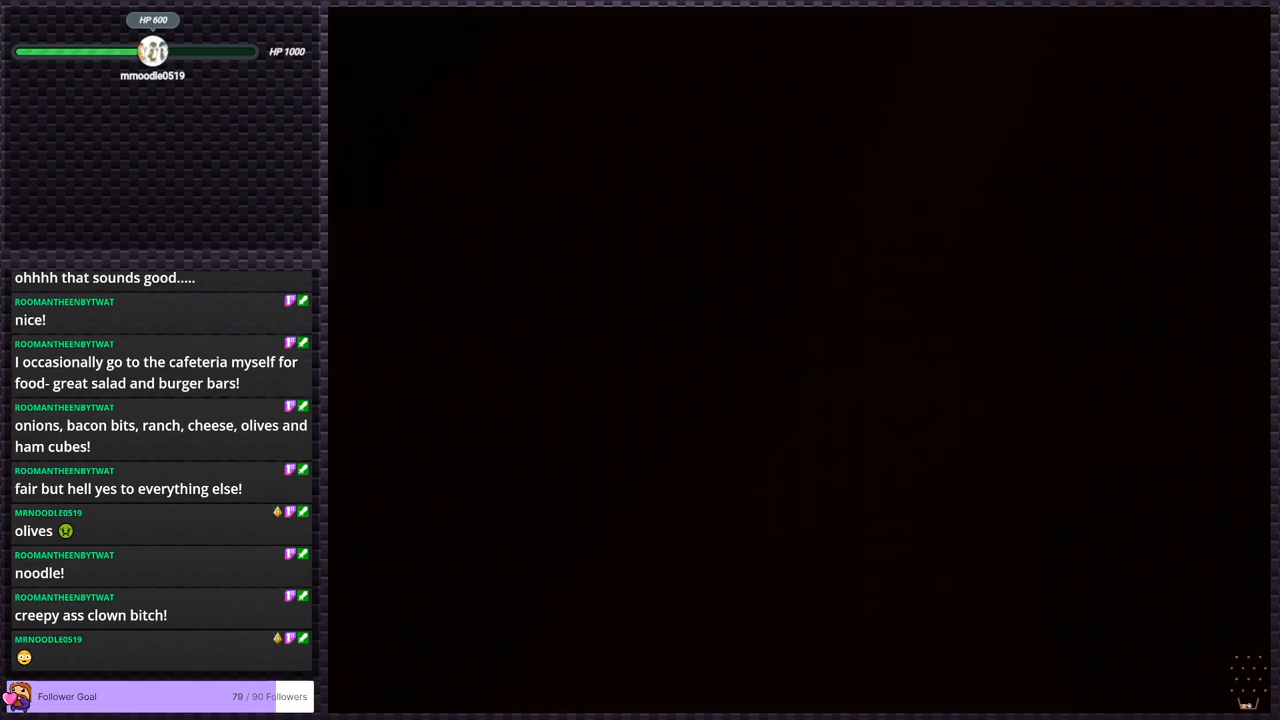 HP 600
HP 1000
mrnoodle0519
ohhhh that sounds good.....
ROOMANTHEENBYTWAT
nice!
ROOMANTHEENBYTWAT
I occasionally go to the cafeteria myself for
food- great salad and burger bars!
ROOMANTHEENBYTWAT
onions, bacon bits, ranch, cheese, olives and
ham cubes!
ROOMANTHEENBYTWAT
fair but hell yes to everything else!
MRNOODLE0519
olives 🤢
ROOMANTHEENBYTWAT
noodle!
ROOMANTHEENBYTWAT
creepy ass clown bitch!
MRNOODLE0519
😳
Follower Goal 79 / 90 Followers